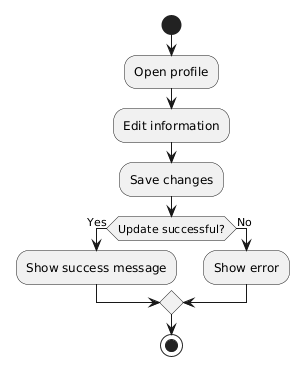 Open profile
Edit information
Save changes
Update successful?
Yes
No
Show success message
Show error